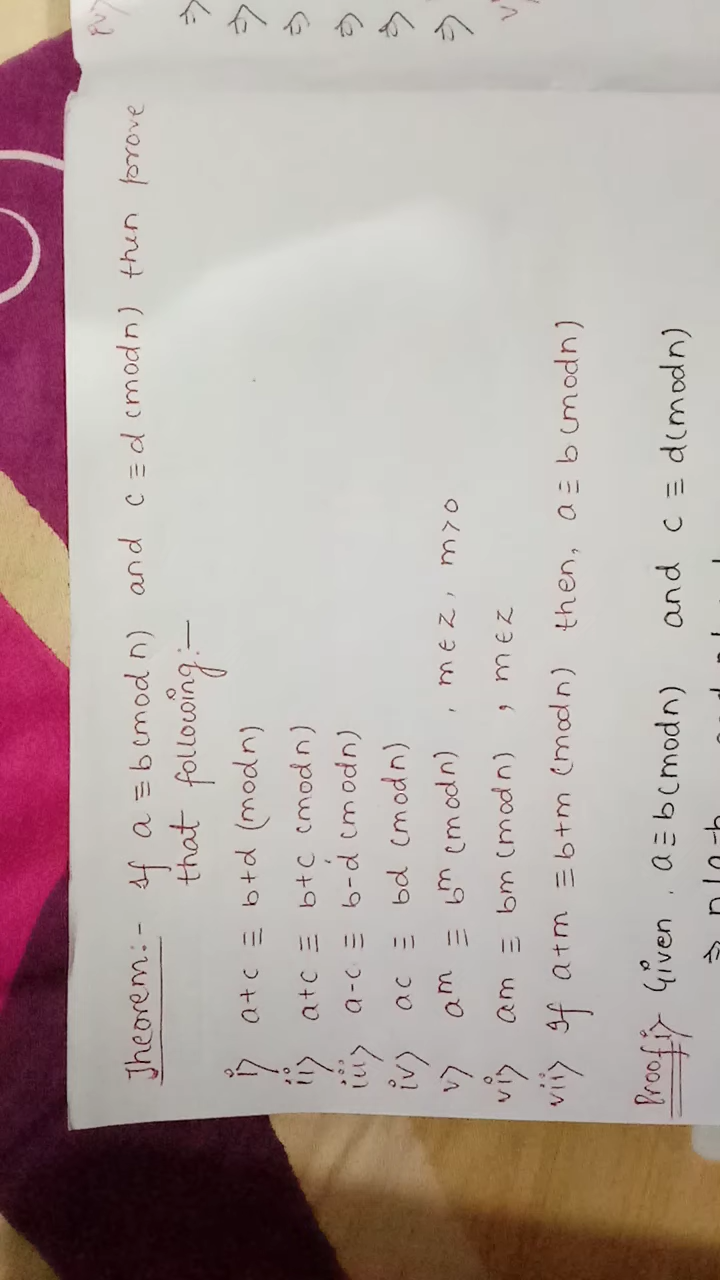 Theorem:- If a ≡ b (mod n) and c ≡ d (mod n) then prove
that following:-
i> a+c ≡ b+d (mod n)
ii> a+c ≡ b+c (mod n)
iii> a-c ≡ b-d (mod n)
iv> ac ≡ bd (mod n)
v> a^m ≡ b^m (mod n), m ∈ Z, m>0
vi> am ≡ bm (mod n), m ∈ Z
vii> If a+m ≡ b+m (mod n) then, a ≡ b (mod n)
Proof i> Given, a ≡ b (mod n) and c ≡ d (mod n)
⇒ n|a-b